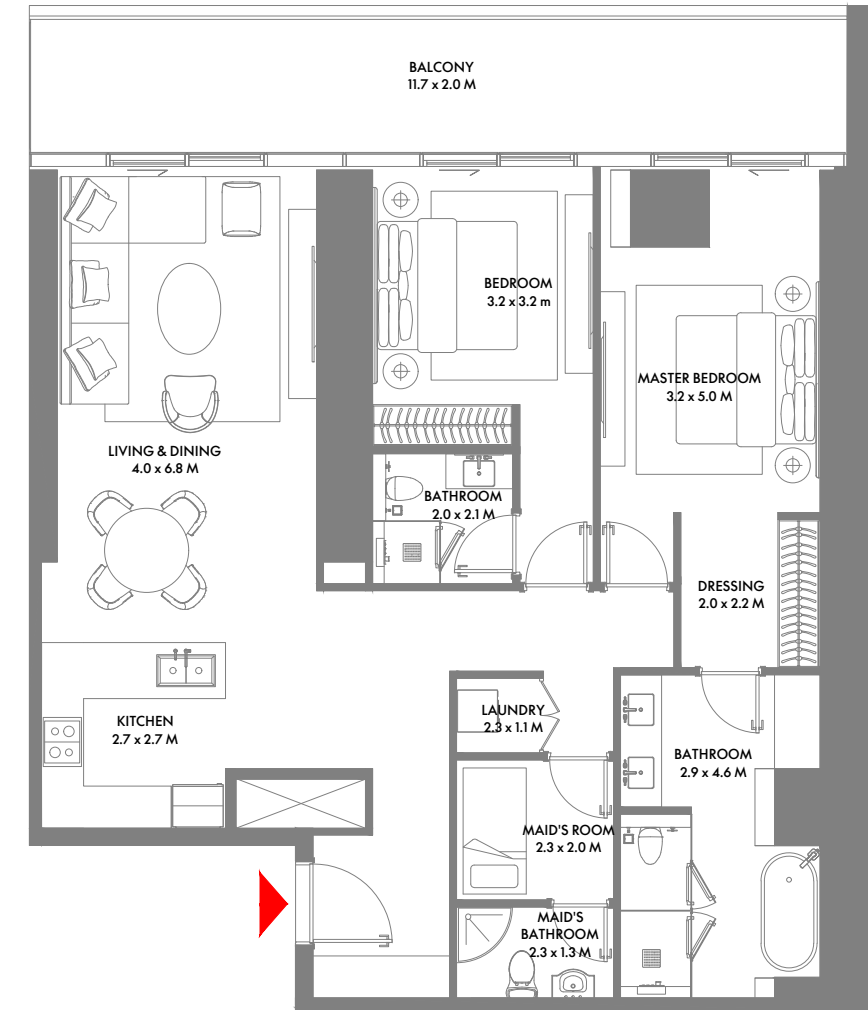 BALCONY
11.7 x 2.0 M
BEDROOM
3.2 x 3.2 m
MASTER BEDROOM
3.2 x 5.0 M
LIVING & DINING
4.0 x 6.8 M
BATHROOM
2.0 x 2.1 M
DRESSING
2.0 x 2.2 M
KITCHEN
2.7 x 2.7 M
LAUNDRY
2.3 x 1.1 M
BATHROOM
2.9 x 4.6 M
MAID'S ROOM
2.3 x 2.0 M
MAID'S
BATHROOM
2.3 x 1.3 M